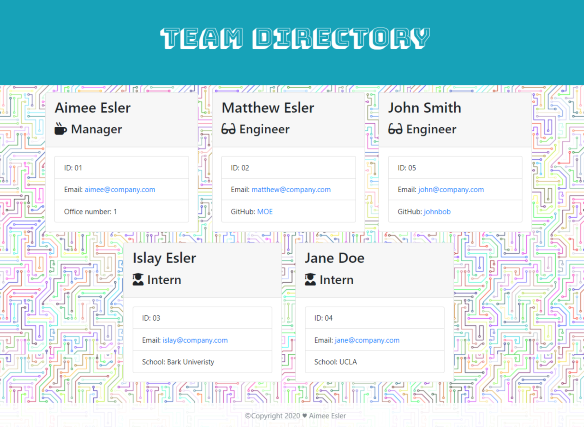 TEAM DIRECTORY
Aimee Esler
Manager
ID: 01
Email: aimee@company.com
Office number: 1
Matthew Esler
Engineer
ID: 02
Email: matthew@company.com
GitHub: MOE
John Smith
Engineer
ID: 05
Email: john@company.com
GitHub: johnbob
Islay Esler
Intern
ID: 03
Email: islay@company.com
School: Bark Univeristy
Jane Doe
Intern
ID: 04
Email: jane@company.com
School: UCLA
©Copyright 2020 ♥ Aimee Esler